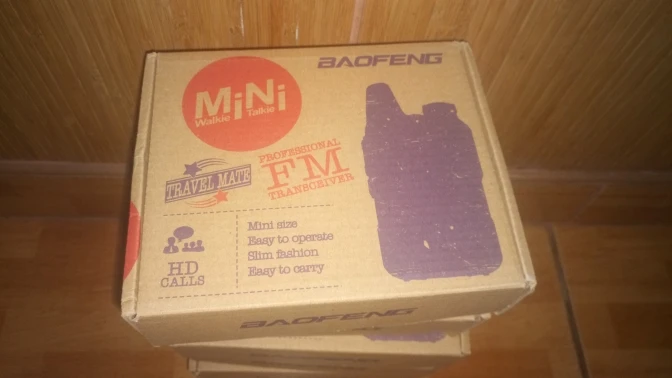 BAOFENG
MiNi
Walkie Talkie
TRAVEL MATE
PROFESSIONAL
FM
TRANSCEIVER
HD
CALLS
Mini size
Easy to operate
Slim fashion
Easy to carry
BAOFENG